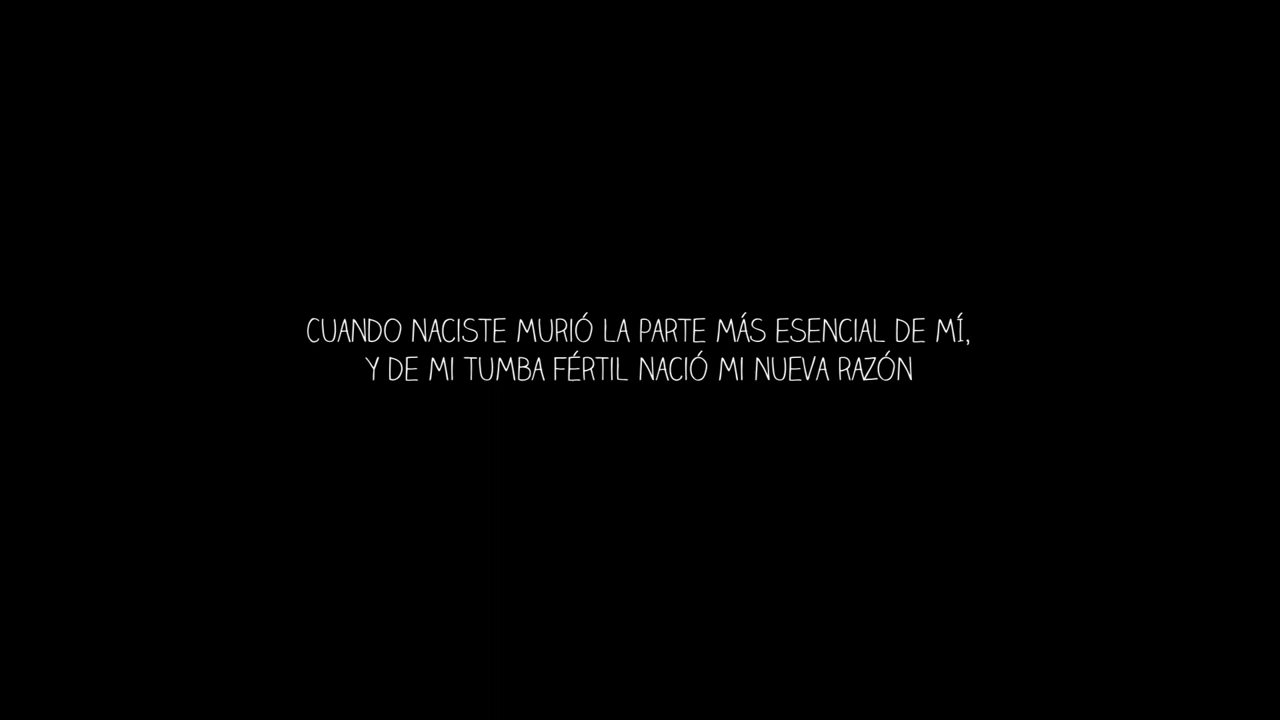 CUANDO NACISTE MURIÓ LA PARTE MÁS ESENCIAL DE MÍ,
Y DE MI TUMBA FÉRTIL NACIÓ MI NUEVA RAZÓN